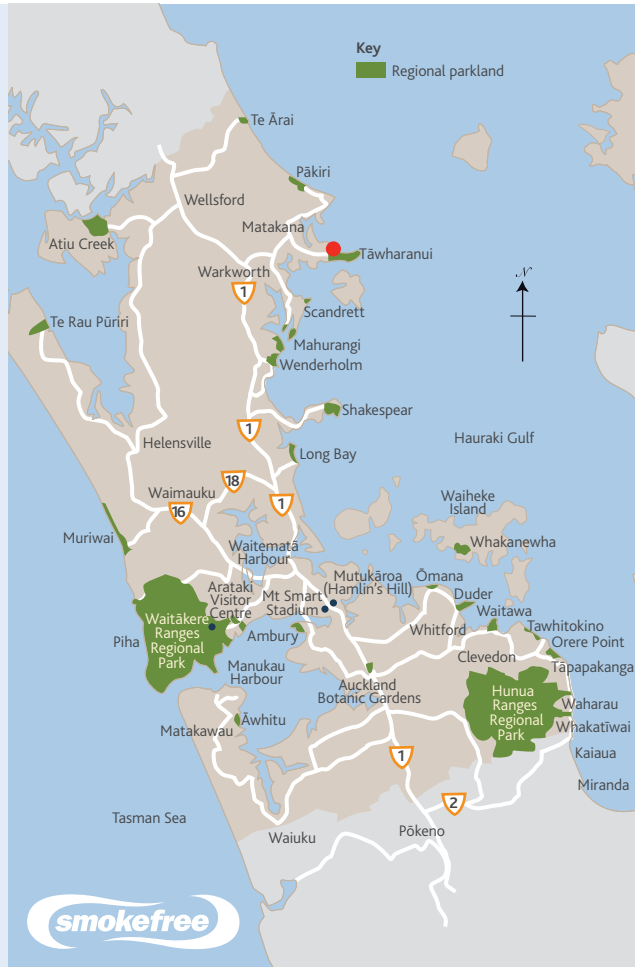 Key
Regional parkland
Te Ārai
Pākiri
Wellsford
Matakana
Atiu Creek
Tāwharanui
Warkworth
1
N
Scandrett
Te Rau Pūriri
Mahurangi
Wenderholm
Shakespear
1
Helensville
Hauraki Gulf
Long Bay
18
Waimauku
1
16
Waiheke
Island
Muriwai
Waitematā
Harbour
Whakanewha
Mutukāroa
(Hamlin's Hill)
Ōmana
Arataki
Visitor
Centre
Mt Smart
Stadium
Duder
Waitawa
Waitākere
Ranges
Regional
Park
Piha
Ambury
Whitford
Tawhitokino
Orere Point
Clevedon
Tāpapakanga
Manukau
Harbour
Auckland
Botanic Gardens
Hunua
Ranges
Regional
Park
Waharau
Whakatīwai
Matakawau
Āwhitu
Kaiaua
1
Miranda
2
Tasman Sea
Waiuku
Pōkeno
smokefree